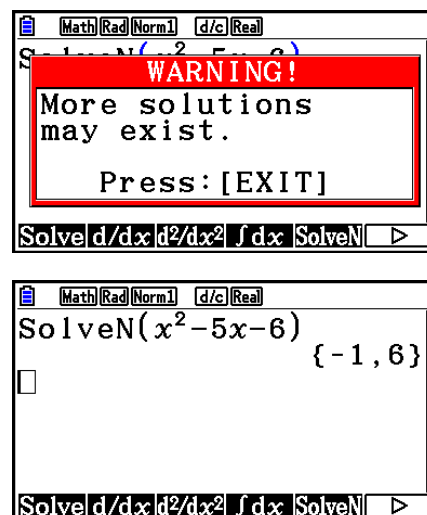 Math Rad Norm1 d/c Real
WARNING!
More solutions
may exist.
Press:[EXIT]
Solve d/dx d²/dx² ∫dx SolveN ▷
Math Rad Norm1 d/c Real
SolveN(x²−5x−6)
{−1,6}
Solve d/dx d²/dx² ∫dx SolveN ▷